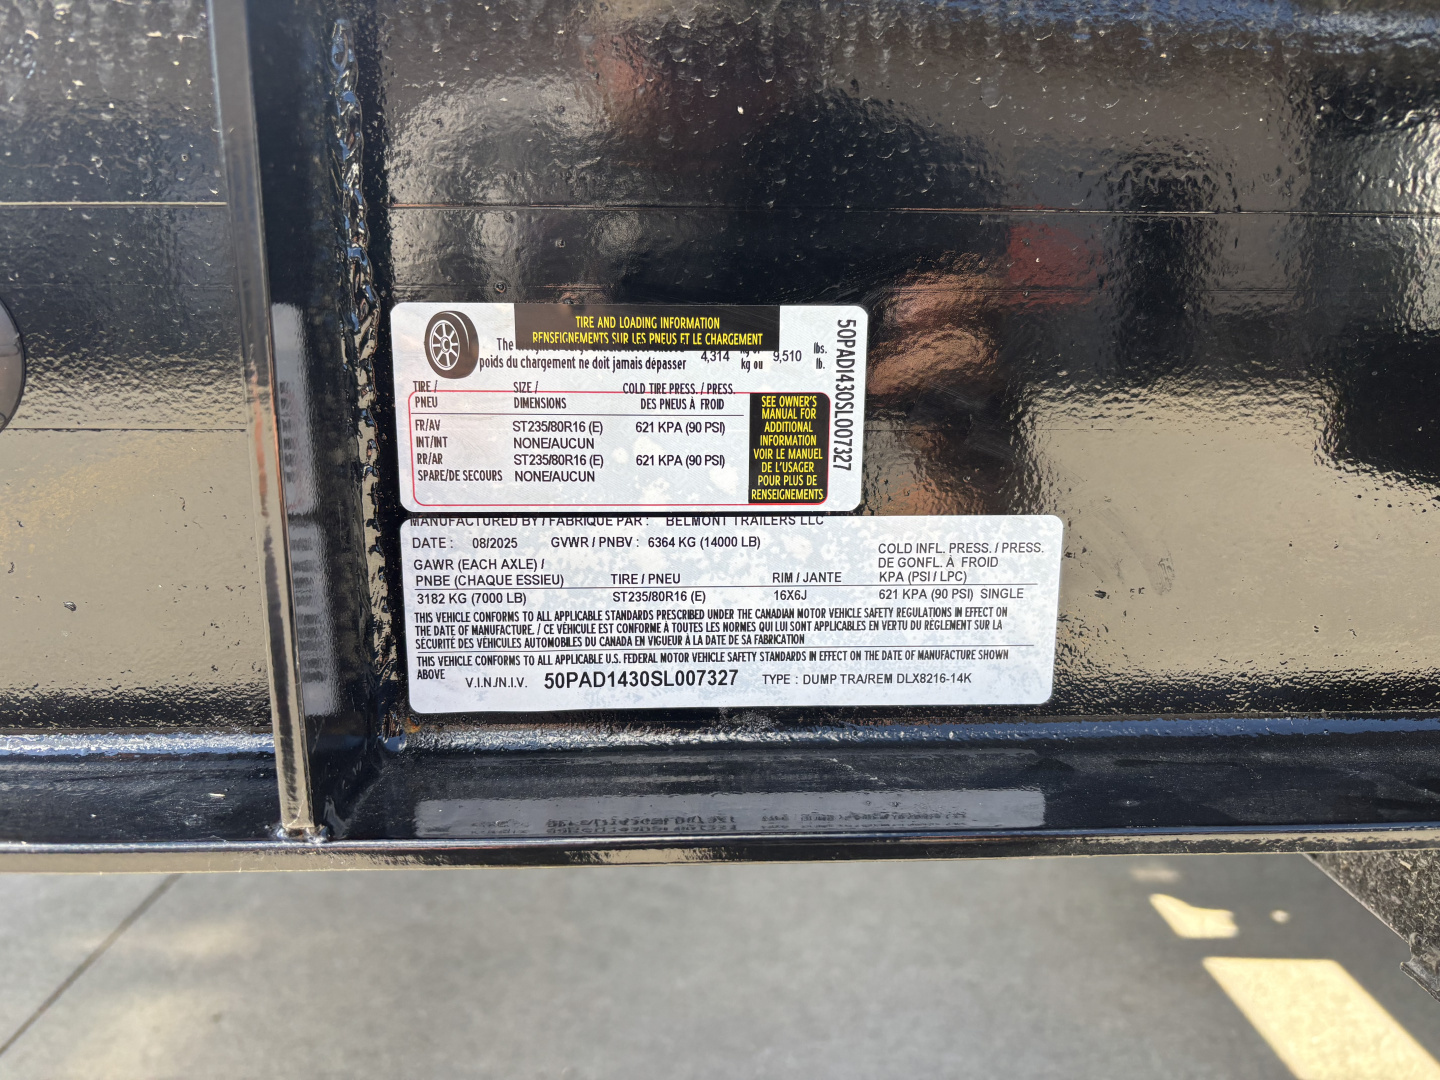 TIRE AND LOADING INFORMATION
RENSEIGNEMENTS SUR LES PNEUS ET LE CHARGEMENT
The
poids du chargement ne doit jamais dépasser 4,314 kg ou 9,510 lbs.
lb.
TIRE / SIZE / COLD TIRE PRESS. / PRESS.
PNEU DIMENSIONS DES PNEUS À FROID
FR/AV ST235/80R16 (E) 621 KPA (90 PSI)
INT/INT NONE/AUCUN
RR/AR ST235/80R16 (E) 621 KPA (90 PSI)
SPARE/DE SECOURS NONE/AUCUN
SEE OWNER'S
MANUAL FOR
ADDITIONAL
INFORMATION
VOIR LE MANUEL
DE L'USAGER
POUR PLUS DE
RENSEIGNEMENTS
50PAD1430SL007327
MANUFACTURED BY / FABRIQUE PAR : BELMONT TRAILERS LLC
DATE : 08/2025 GVWR / PNBV : 6364 KG (14000 LB)
COLD INFL. PRESS. / PRESS.
DE GONFL. À FROID
GAWR (EACH AXLE) /
PNBE (CHAQUE ESSIEU) TIRE / PNEU RIM / JANTE KPA (PSI / LPC)
3182 KG (7000 LB) ST235/80R16 (E) 16X6J 621 KPA (90 PSI) SINGLE
THIS VEHICLE CONFORMS TO ALL APPLICABLE STANDARDS PRESCRIBED UNDER THE CANADIAN MOTOR VEHICLE SAFETY REGULATIONS IN EFFECT ON
THE DATE OF MANUFACTURE. / CE VÉHICULE EST CONFORME À TOUTES LES NORMES QUI LUI SONT APPLICABLES EN VERTU DU RÈGLEMENT SUR LA
SÉCURITÉ DES VÉHICULES AUTOMOBILES DU CANADA EN VIGUEUR À LA DATE DE SA FABRICATION
THIS VEHICLE CONFORMS TO ALL APPLICABLE U.S. FEDERAL MOTOR VEHICLE SAFETY STANDARDS IN EFFECT ON THE DATE OF MANUFACTURE SHOWN
ABOVE
V.I.N./N.I.V. 50PAD1430SL007327 TYPE : DUMP TRA/REM DLX8216-14K